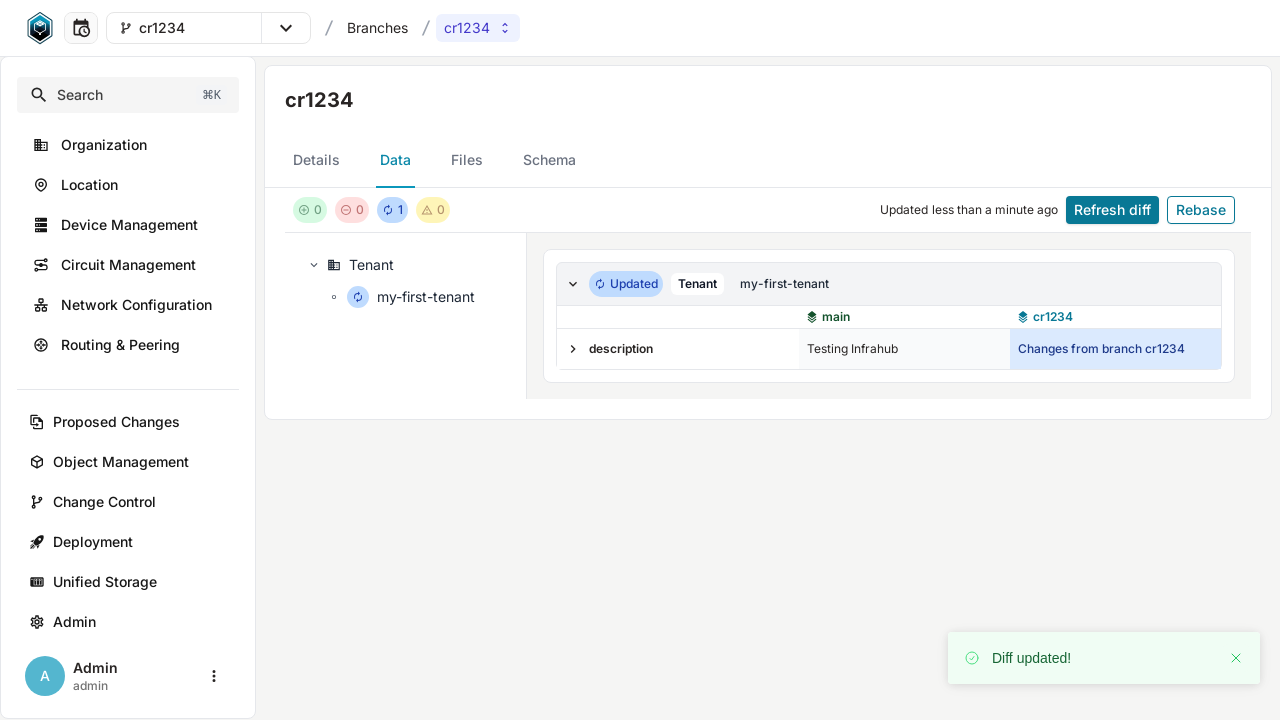 cr1234
/
Branches
/
cr1234
Search
⌘K
Organization
Location
Device Management
Circuit Management
Network Configuration
Routing & Peering
Proposed Changes
Object Management
Change Control
Deployment
Unified Storage
Admin
A
Admin
admin
cr1234
Details
Data
Files
Schema
0
0
1
0
Updated less than a minute ago
Refresh diff
Rebase
Tenant
my-first-tenant
Updated
Tenant
my-first-tenant
main
cr1234
description
Testing Infrahub
Changes from branch cr1234
Diff updated!